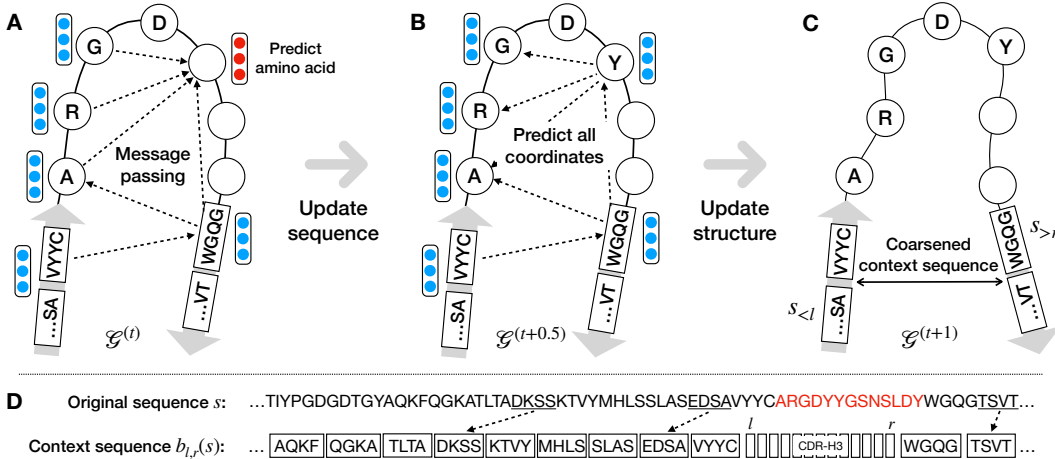 A
G
D
Predict
amino acid
R
A
Message
passing
VYYC
...SA
WGQG
...VT
𝒢(t)
Update
sequence
B
G
D
Y
R
A
Predict all
coordinates
VYYC
...SA
WGQG
...VT
𝒢(t+0.5)
Update
structure
C
G
D
Y
R
A
VYYC
...SA
WGQG
...VT
Coarsened
context sequence
s<l
s>r
𝒢(t+1)
D
Original sequence s: ...TIYPGDGDTGYAQKFQGKATLTADKSSKTVYMHLSSLASEDSAVYYCARGDYYGSNSLDYWGQGTSVT...
l r
Context sequence bl,r(s): ... AQKF QGKA TLTA DKSS KTVY MHLS SLAS EDSA VYYC CDR-H3 WGQG TSVT ...